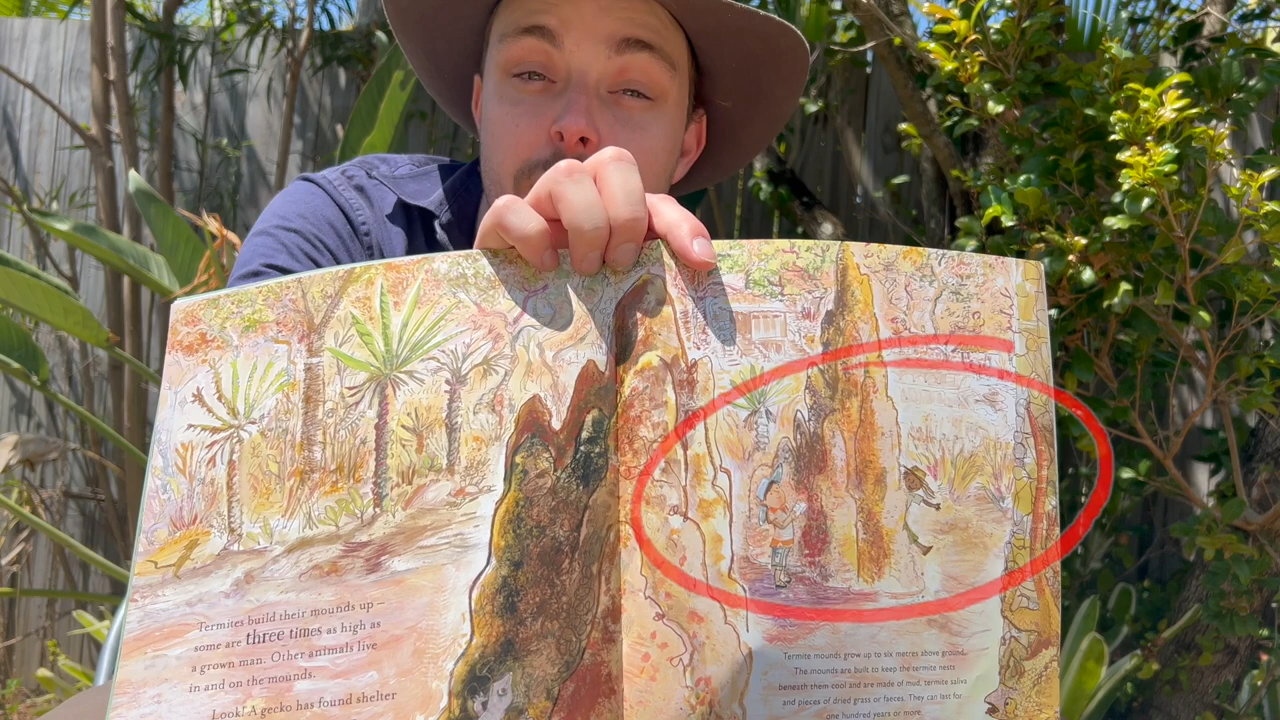 Termites build their mounds up –
some are three times as high as
a grown man. Other animals live
in and on the mounds.
Look! A gecko has found shelter
Termite mounds grow up to six metres above ground.
The mounds are built to keep the termite nests
beneath them cool and are made of mud, termite saliva
and pieces of dried grass or faeces. They can last for
one hundred years or more